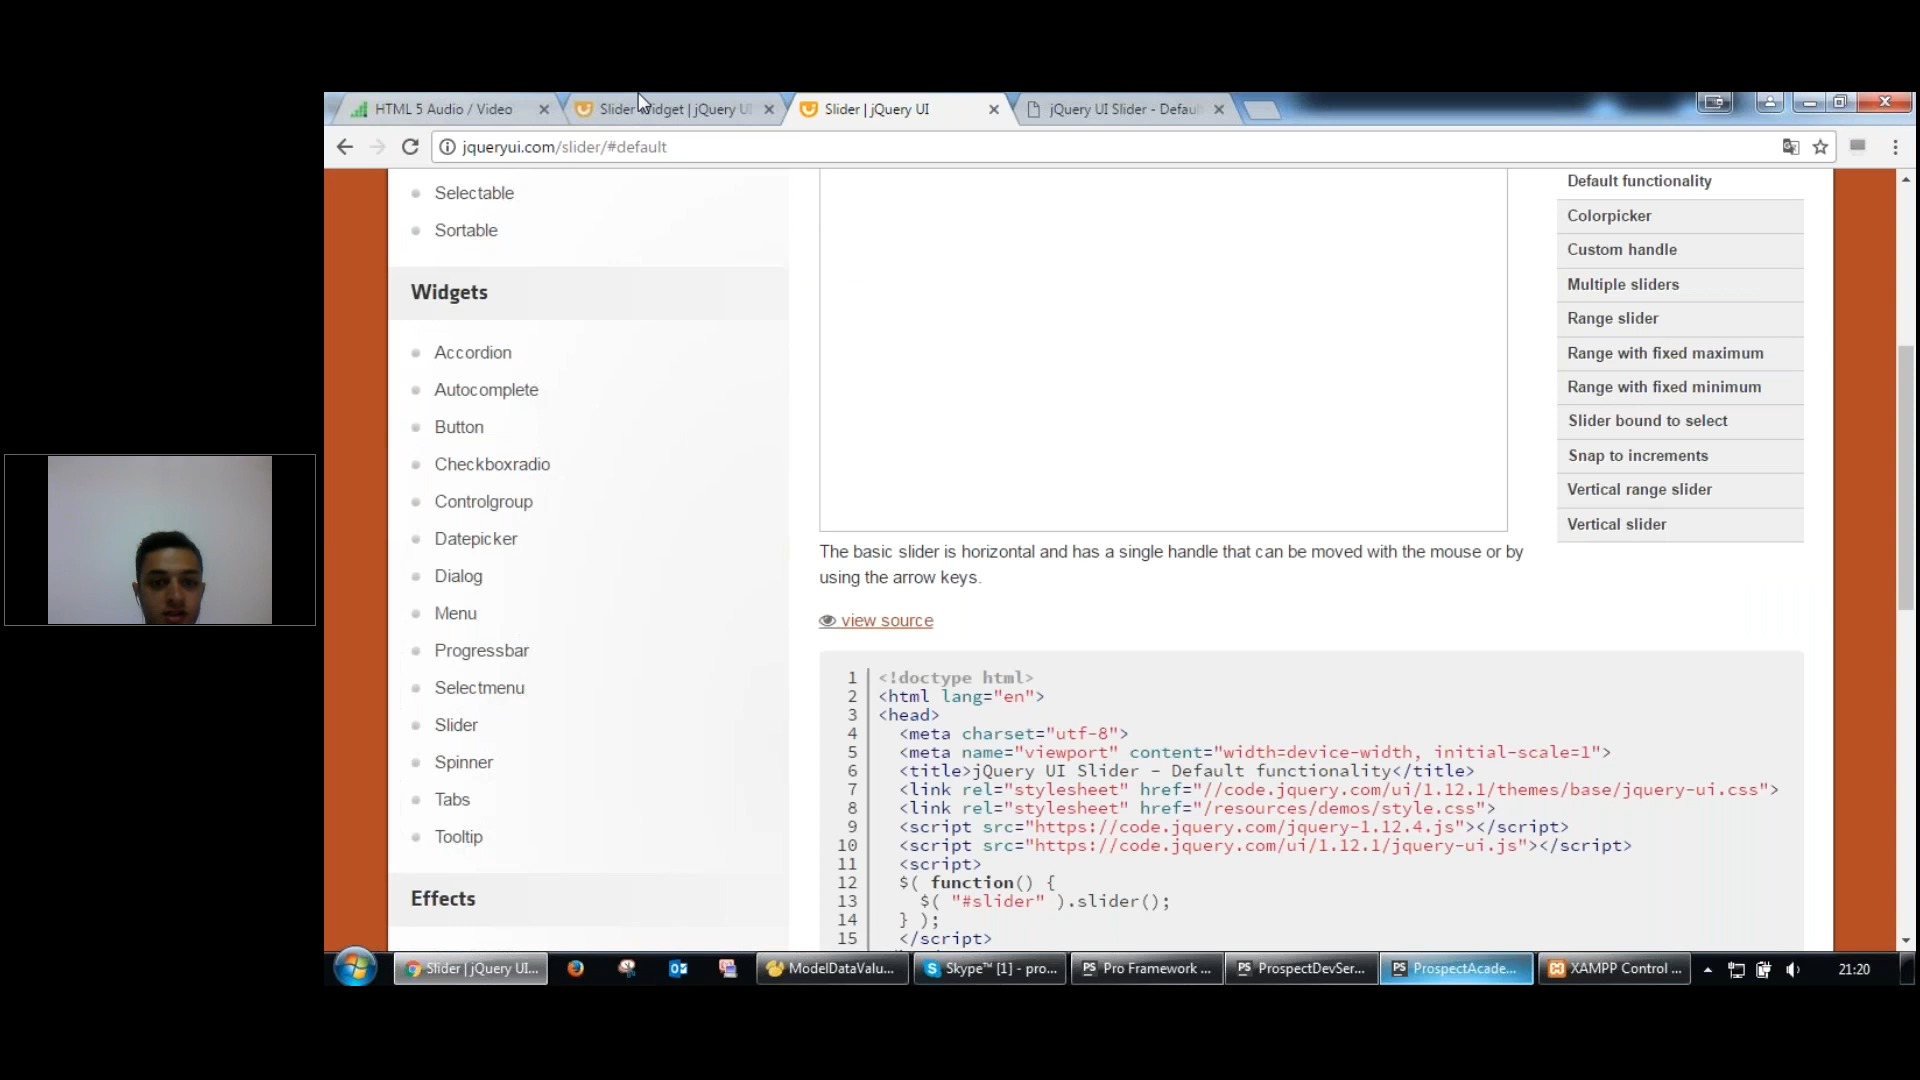 HTML 5 Audio / Video
Slider Widget | jQuery UI
Slider | jQuery UI
jQuery UI Slider - Defaul
jqueryui.com/slider/#default
Selectable
Sortable
Widgets
Accordion
Autocomplete
Button
Checkboxradio
Controlgroup
Datepicker
Dialog
Menu
Progressbar
Selectmenu
Slider
Spinner
Tabs
Tooltip
Effects
Default functionality
Colorpicker
Custom handle
Multiple sliders
Range slider
Range with fixed maximum
Range with fixed minimum
Slider bound to select
Snap to increments
Vertical range slider
Vertical slider
The basic slider is horizontal and has a single handle that can be moved with the mouse or by
using the arrow keys.
view source
1 <!doctype html>
2 <html lang="en">
3 <head>
4 <meta charset="utf-8">
5 <meta name="viewport" content="width=device-width, initial-scale=1">
6 <title>jQuery UI Slider - Default functionality</title>
7 <link rel="stylesheet" href="//code.jquery.com/ui/1.12.1/themes/base/jquery-ui.css">
8 <link rel="stylesheet" href="/resources/demos/style.css">
9 <script src="https://code.jquery.com/jquery-1.12.4.js"></script>
10 <script src="https://code.jquery.com/ui/1.12.1/jquery-ui.js"></script>
11 <script>
12 $( function() {
13 $( "#slider" ).slider();
14 } );
15 </script>
Slider | jQuery UI...
ModelDataValu...
Skype™ [1] - pro...
Pro Framework ...
ProspectDevSer...
ProspectAcade...
XAMPP Control ...
21:20